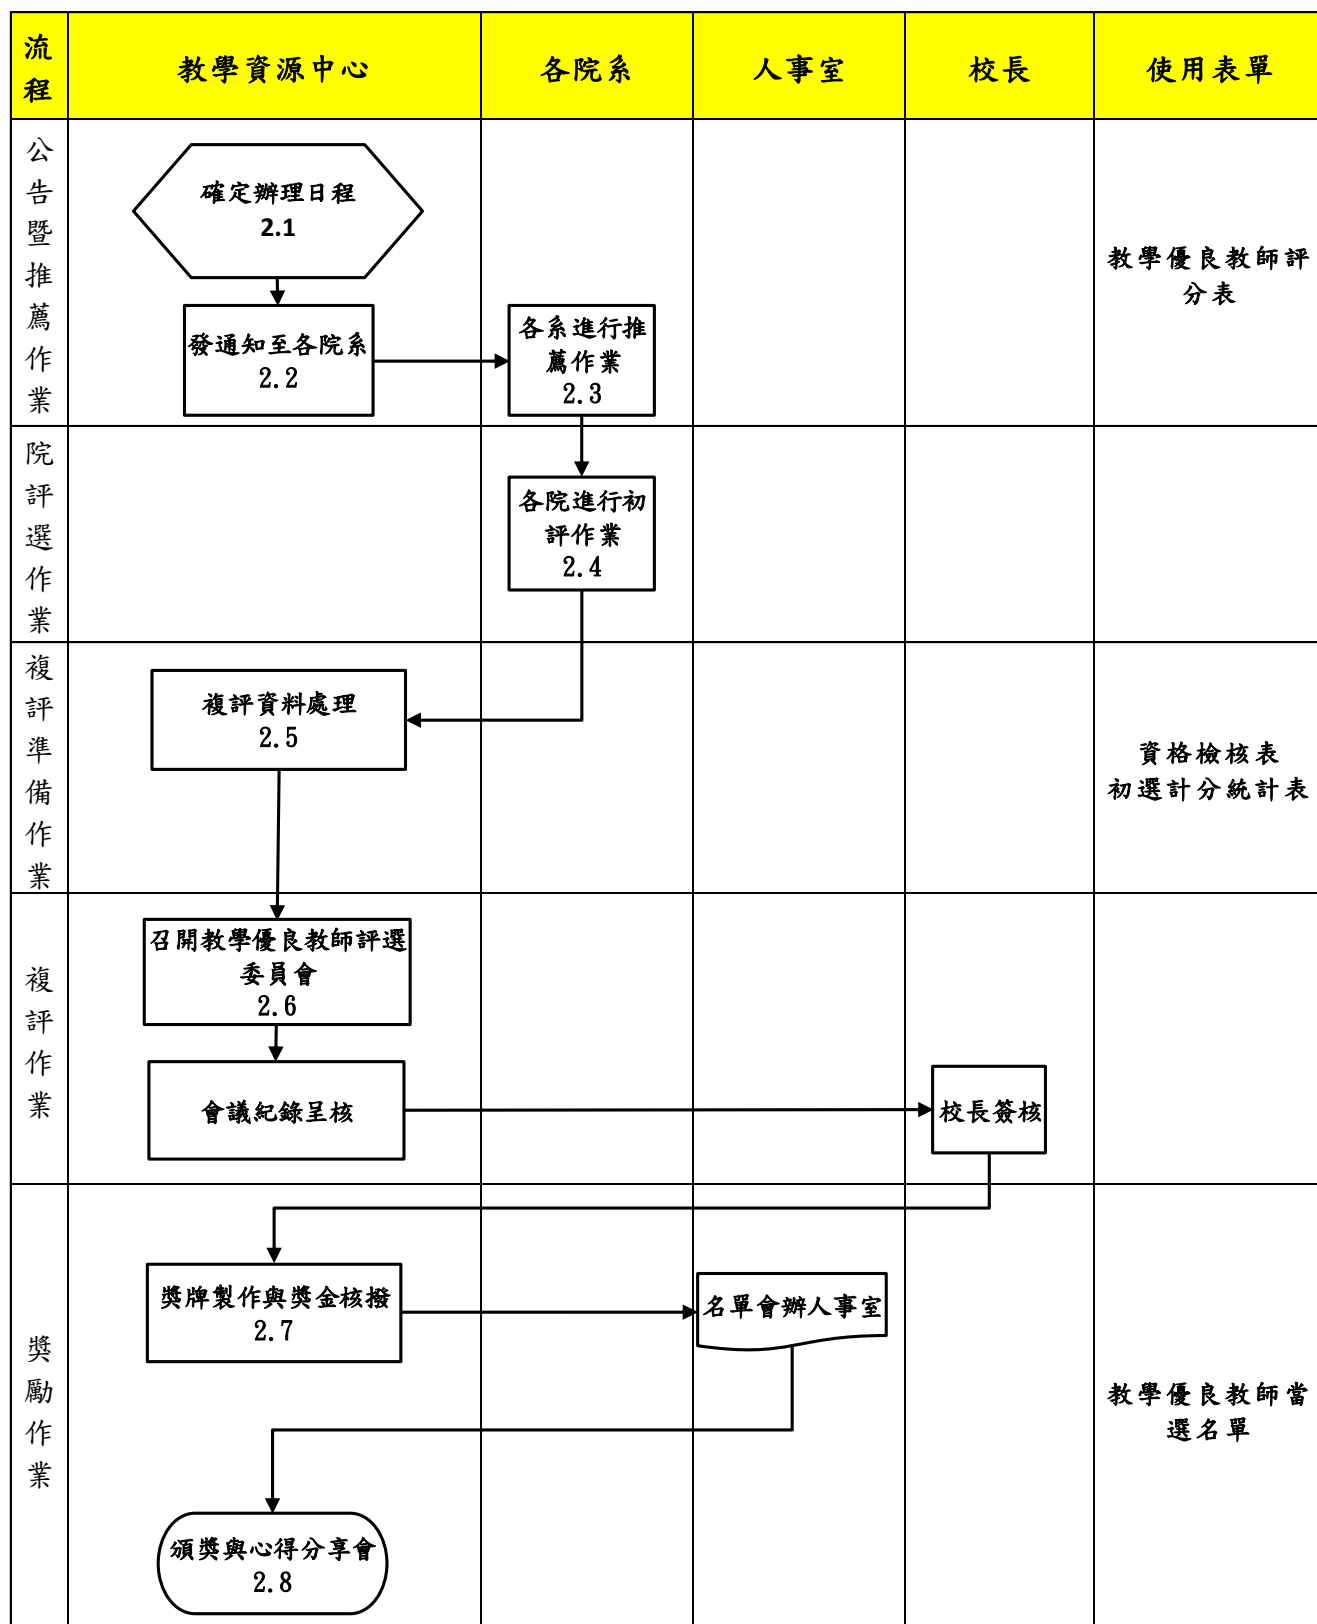 流
程
教學資源中心
各院系
人事室
校長
使用表單
公
告
暨
推
薦
作
業
確定辦理日程
2.1
發通知至各院系
2.2
各系進行推
薦作業
2.3
教學優良教師評
分表
院
評
選
作
業
各院進行初
評作業
2.4
複
評
準
備
作
業
複評資料處理
2.5
資格檢核表
初選計分統計表
複
評
作
業
召開教學優良教師評選
委員會
2.6
會議紀錄呈核
校長簽核
獎
勵
作
業
獎牌製作與獎金核撥
2.7
名單會辦人事室
頒獎與心得分享會
2.8
教學優良教師當
選名單